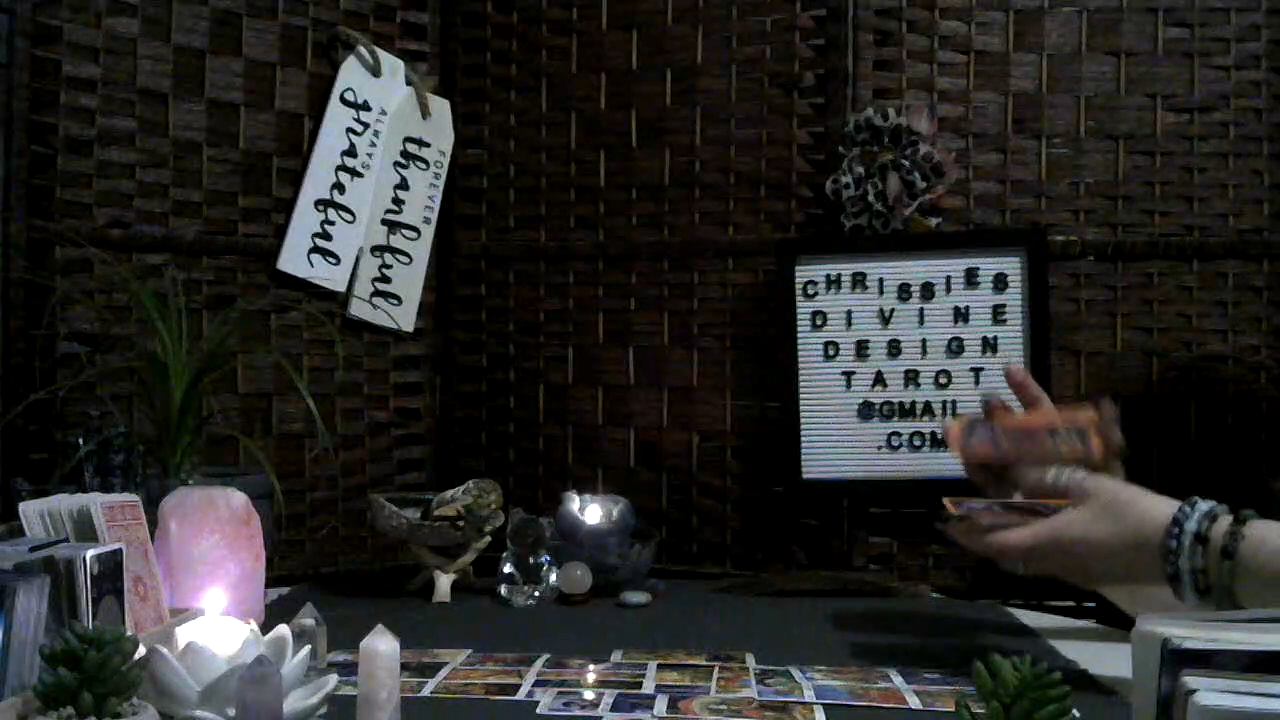 ALWAYS
grateful
FOREVER
thankful
CHRISSIES
DIVINE
DESIGN
TAROT
@GMAIL
.COM